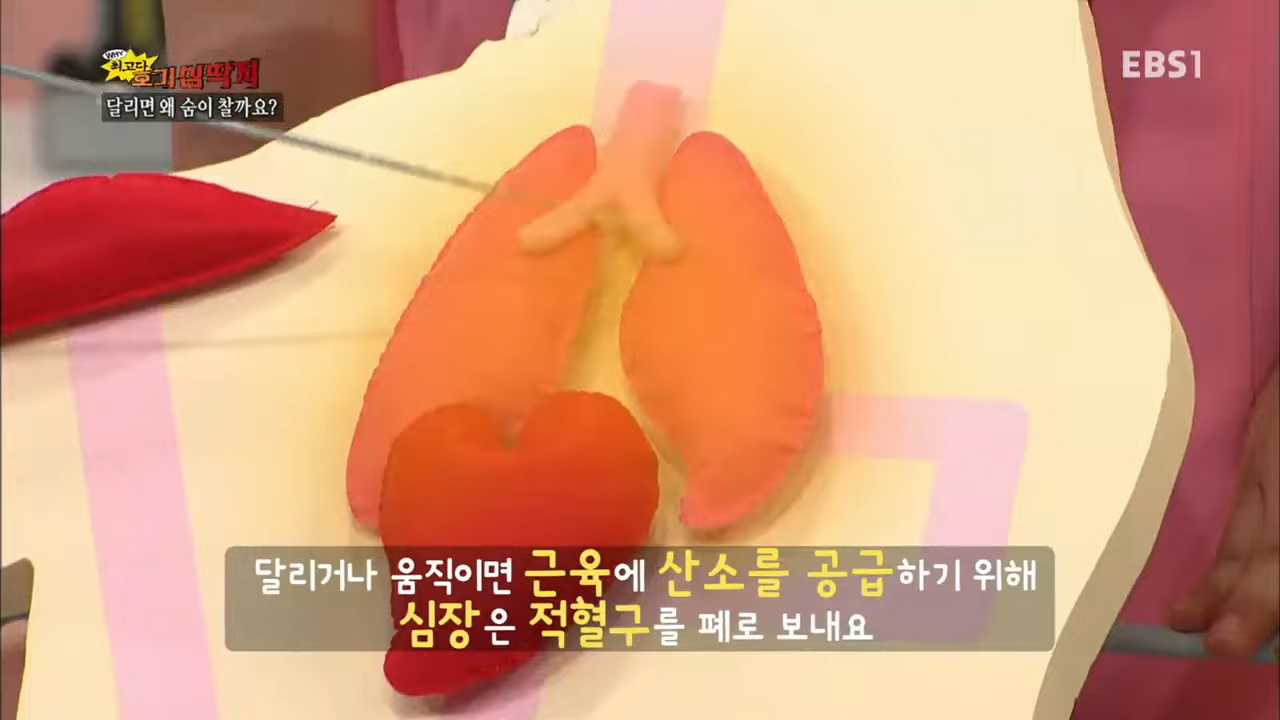 WHY
최고다
호기심딱지
EBS1
달리면 왜 숨이 찰까요?
달리거나 움직이면 근육에 산소를 공급하기 위해
심장은 적혈구를 폐로 보내요